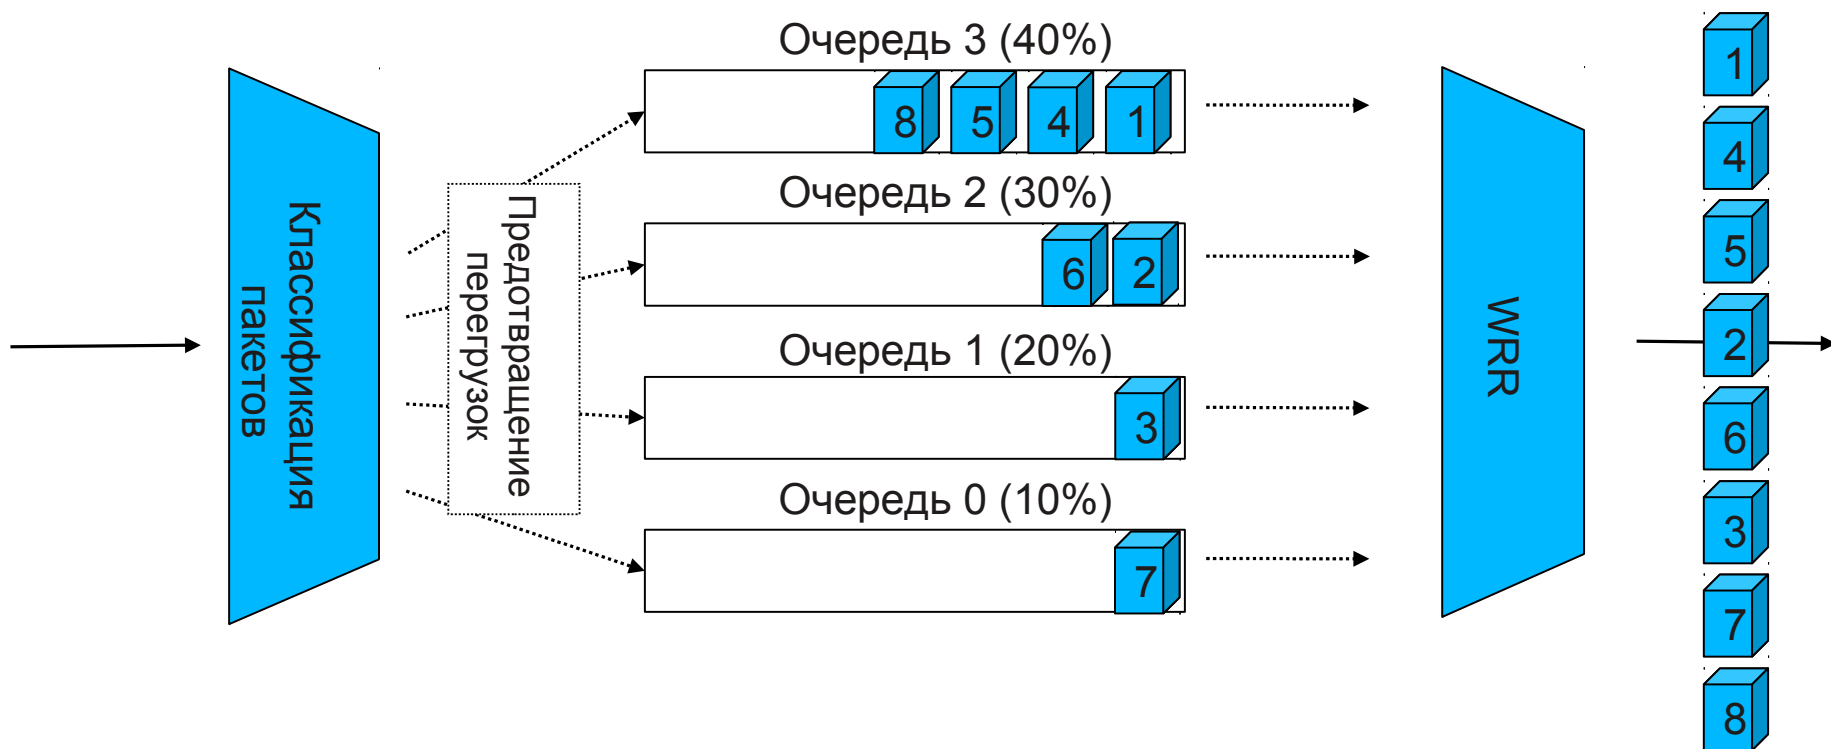 Классификация
пакетов
Предотвращение
перегрузок
Очередь 3 (40%)
8 5 4 1
Очередь 2 (30%)
6 2
Очередь 1 (20%)
3
Очередь 0 (10%)
7
WRR
1
4
5
2
6
3
7
8